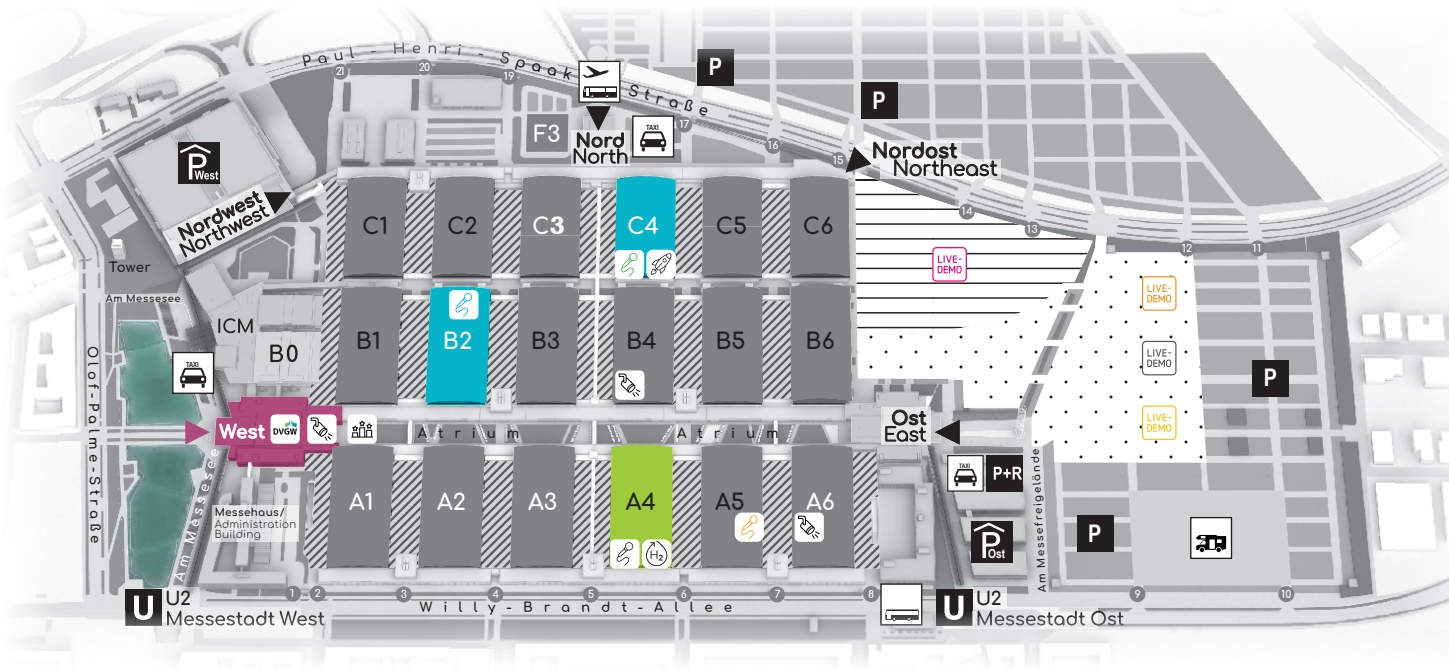 Paul-Henri-Spaak-Straße
21
20
19
17
16
15
14
13
12
11
P
P
F3
Nord
North
TAXI
Nordost
Northeast
P West
Nordwest
Northwest
C1
C2
C3
C4
C5
C6
LIVE-
DEMO
LIVE-
DEMO
LIVE-
DEMO
LIVE-
DEMO
Tower
Am Messesee
ICM
B0
B1
B2
B3
B4
B5
B6
P
TAXI
Olof-Palme-Straße
West
DVGW
Atrium
Atrium
Ost
East
TAXI
P+R
A1
A2
A3
A4
A5
A6
H2
Messehaus/
Administration
Building
Am Messesee
P Ost
P
Am Messefreigelände
1
2
3
4
5
6
7
8
9
10
Willy-Brandt-Allee
U
U2
Messestadt West
U
U2
Messestadt Ost